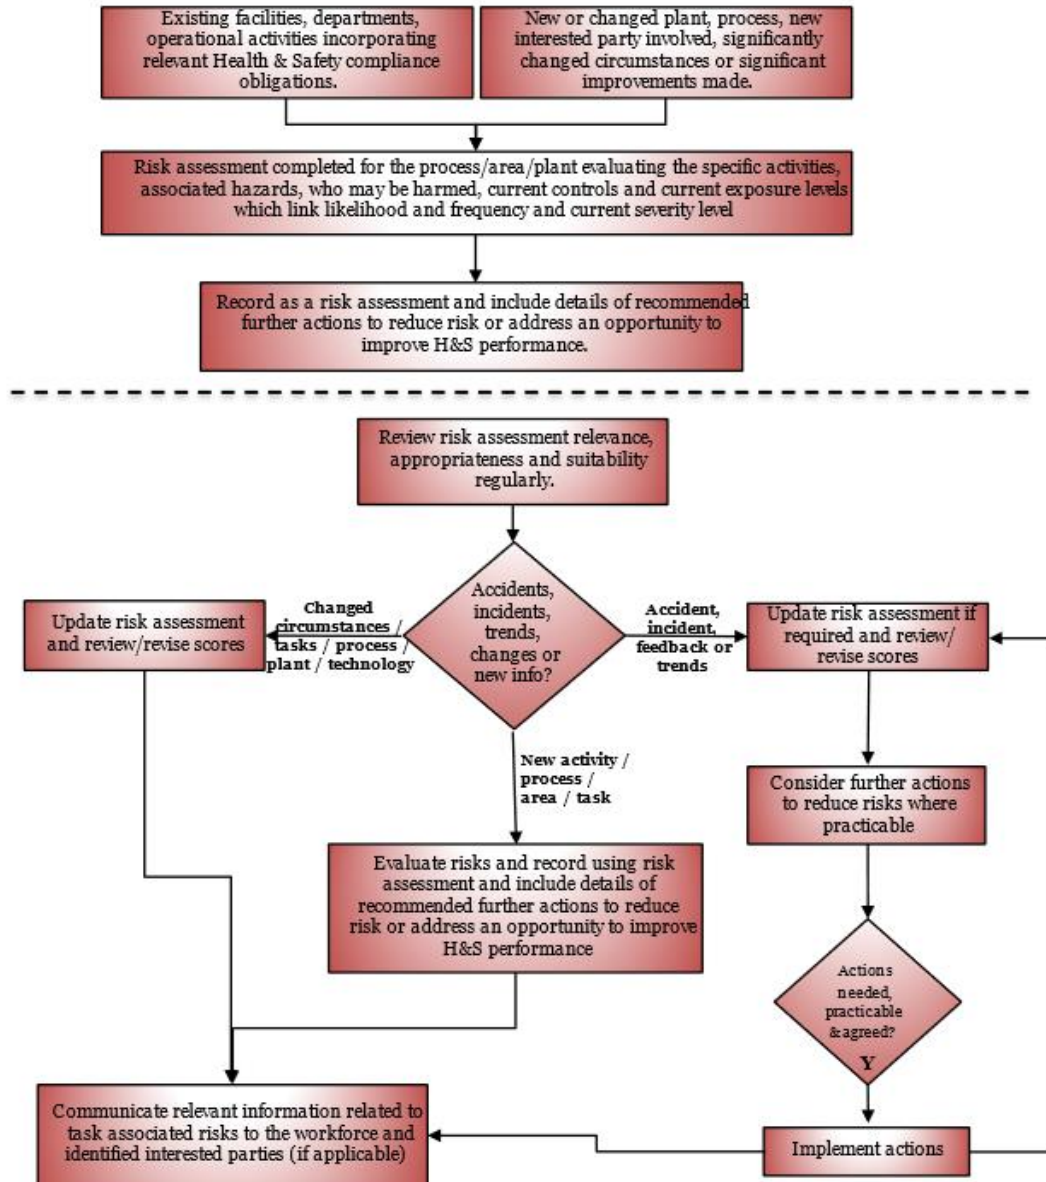 Existing facilities, departments,
operational activities incorporating
relevant Health & Safety compliance
obligations.
New or changed plant, process, new
interested party involved, significantly
changed circumstances or significant
improvements made.
Risk assessment completed for the process/area/plant evaluating the specific activities,
associated hazards, who may be harmed, current controls and current exposure levels
which link likelihood and frequency and current severity level
Record as a risk assessment and include details of recommended
further actions to reduce risk or address an opportunity to
improve H&S performance.
Review risk assessment relevance,
appropriateness and suitability
regularly.
Accidents,
incidents,
trends,
changes or
new info?
Changed
circumstances /
tasks / process /
plant / technology
Update risk assessment
and review/revise scores
Accident,
incident,
feedback or
trends
Update risk assessment if
required and review/
revise scores
New activity /
process /
area / task
Consider further actions
to reduce risks where
practicable
Evaluate risks and record using risk
assessment and include details of
recommended further actions to reduce
risk or address an opportunity to improve
H&S performance
Actions
needed,
practicable
&agreed?
Y
Communicate relevant information related to
task associated risks to the workforce and
identified interested parties (if applicable)
Implement actions